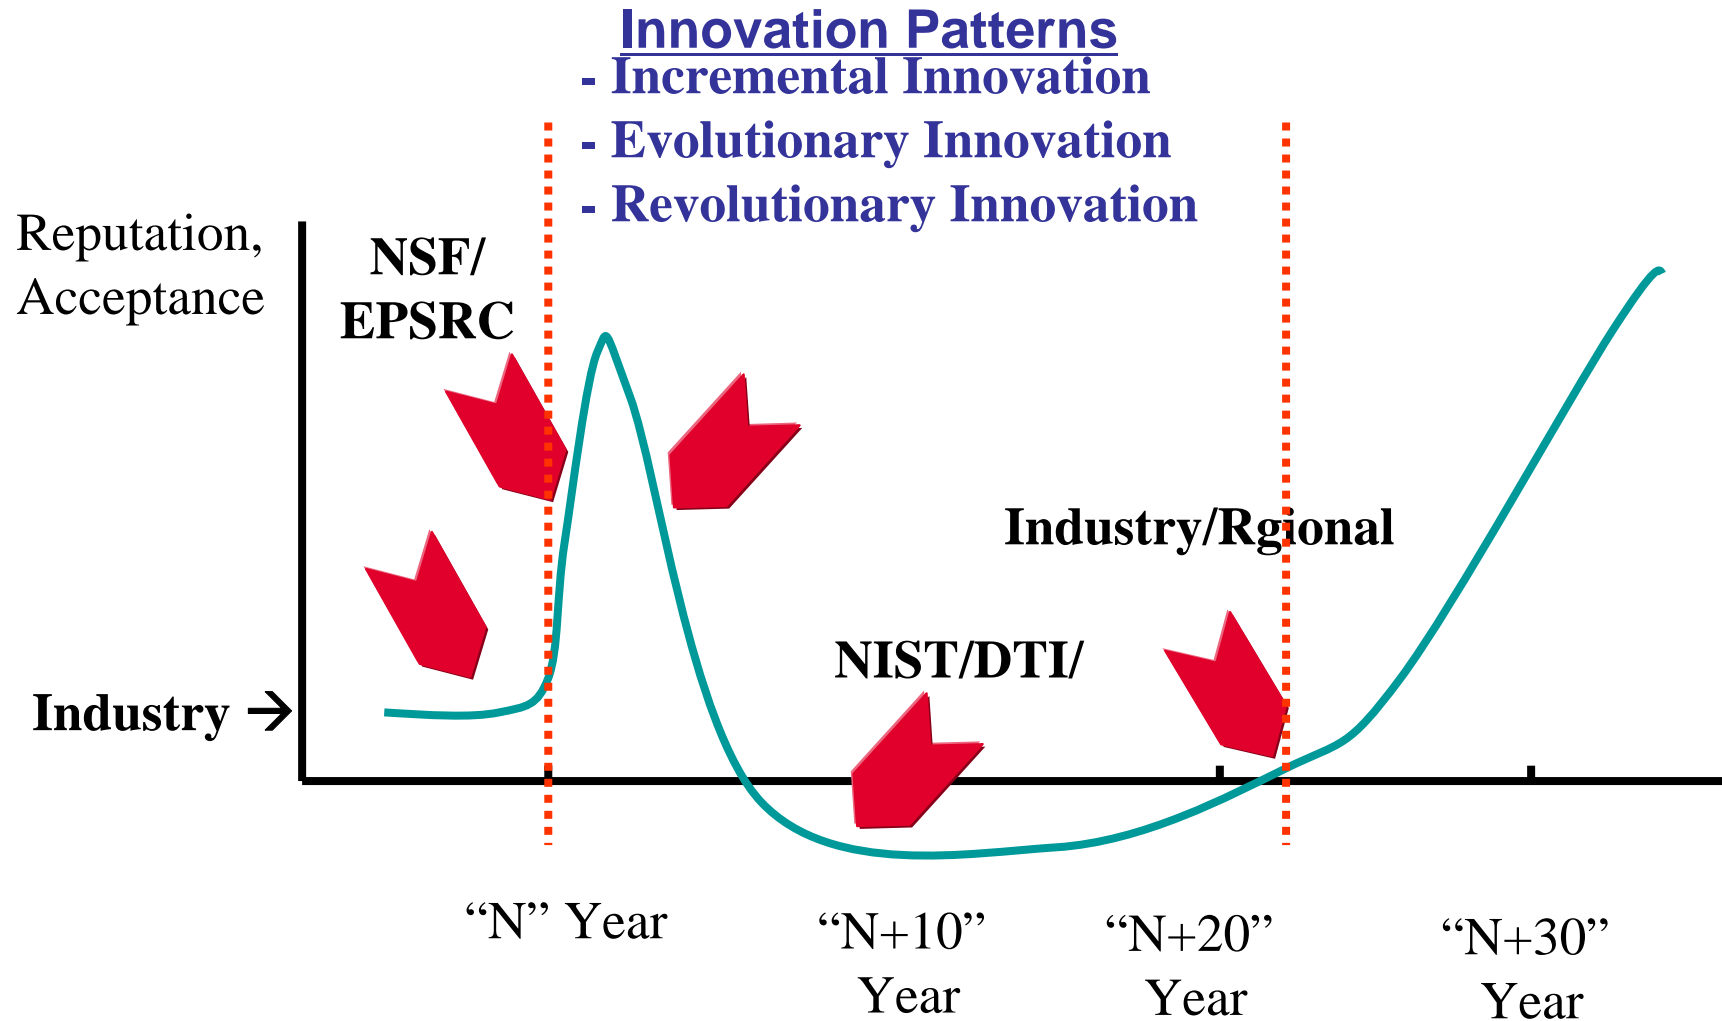 Innovation Patterns
- Incremental Innovation
- Evolutionary Innovation
- Revolutionary Innovation
Reputation,
Acceptance
NSF/
EPSRC
Industry/Rgional
NIST/DTI/
Industry →
“N” Year
“N+10”
Year
“N+20”
Year
“N+30”
Year